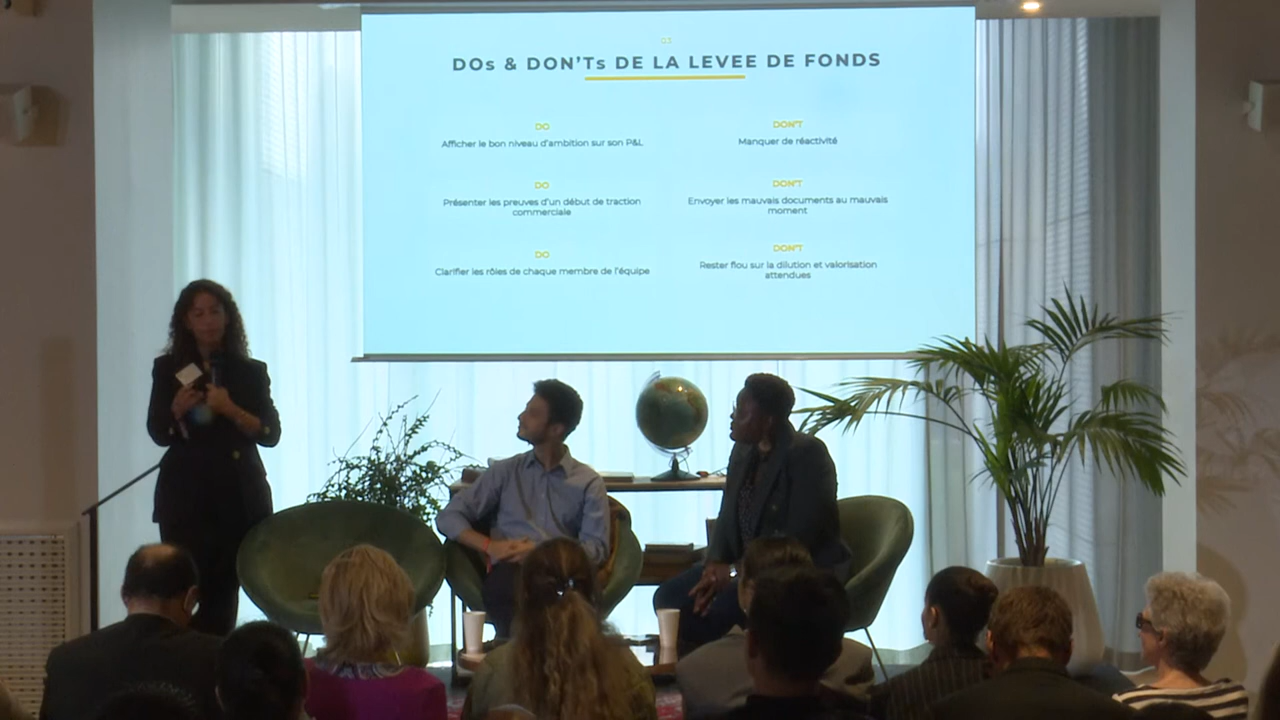 03
DOs & DON'Ts DE LA LEVEE DE FONDS
DO
Afficher le bon niveau d'ambition sur son P&L
DO
Présenter les preuves d'un début de traction
commerciale
DO
Clarifier les rôles de chaque membre de l'équipe
DON'T
Manquer de réactivité
DON'T
Envoyer les mauvais documents au mauvais
moment
DON'T
Rester flou sur la dilution et valorisation
attendues